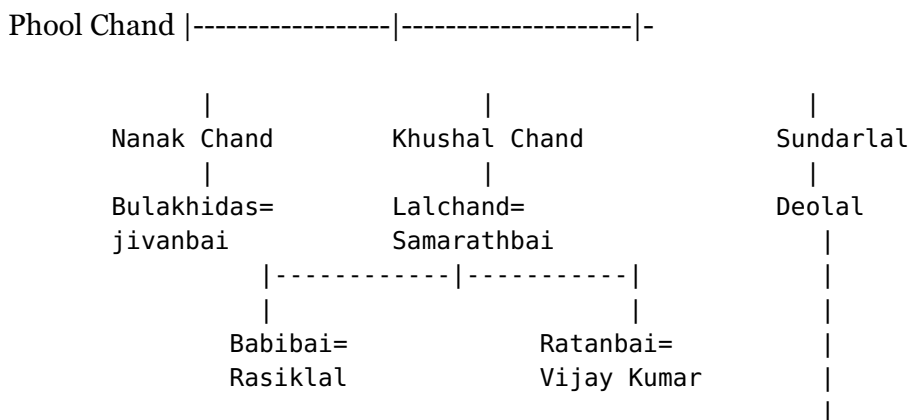 Phool Chand |-----------------|--------------------|-
| | |
Nanak Chand Khushal Chand Sundarlal
| | |
Bulakhidas= Lalchand= Deolal
jivanbai Samarathbai |
|------------|-----------| |
| | |
Babibai= Ratanbai= |
Rasiklal Vijay Kumar |
|